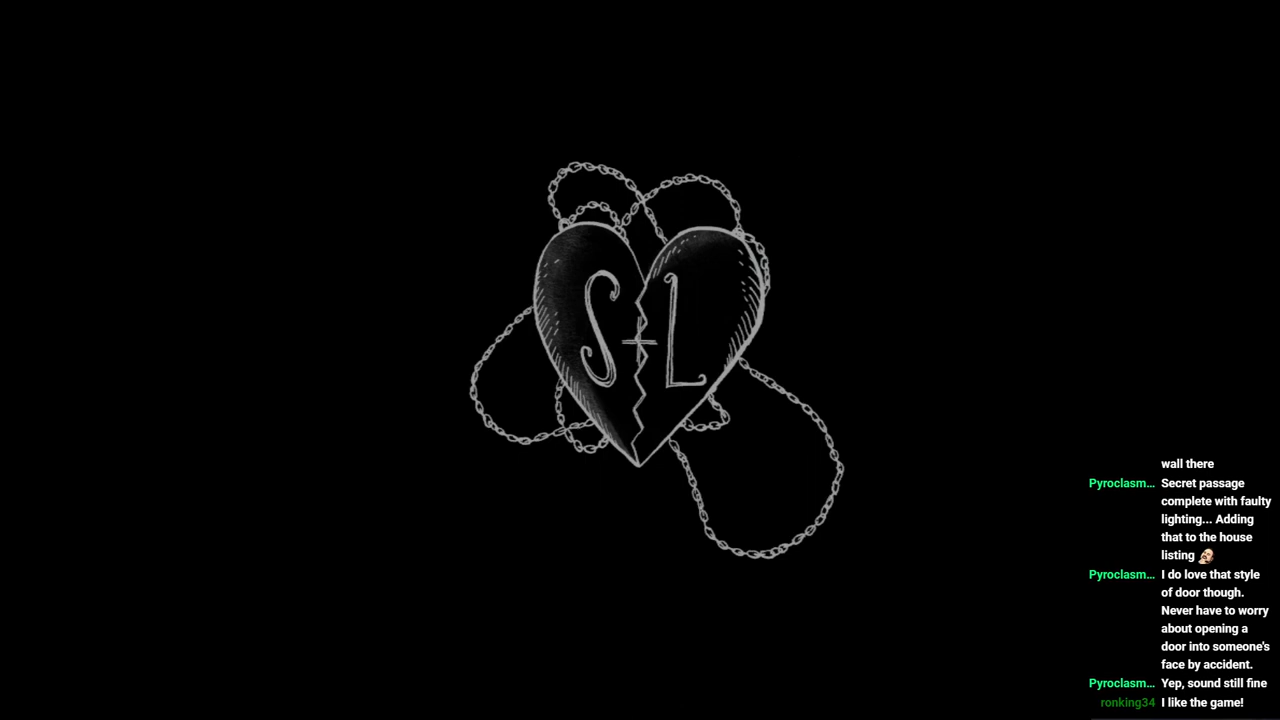 S + L
wall there
Pyroclasm… Secret passage
complete with faulty
lighting... Adding
that to the house
listing
Pyroclasm… I do love that style
of door though.
Never have to worry
about opening a
door into someone's
face by accident.
Pyroclasm… Yep, sound still fine
ronking34 I like the game!